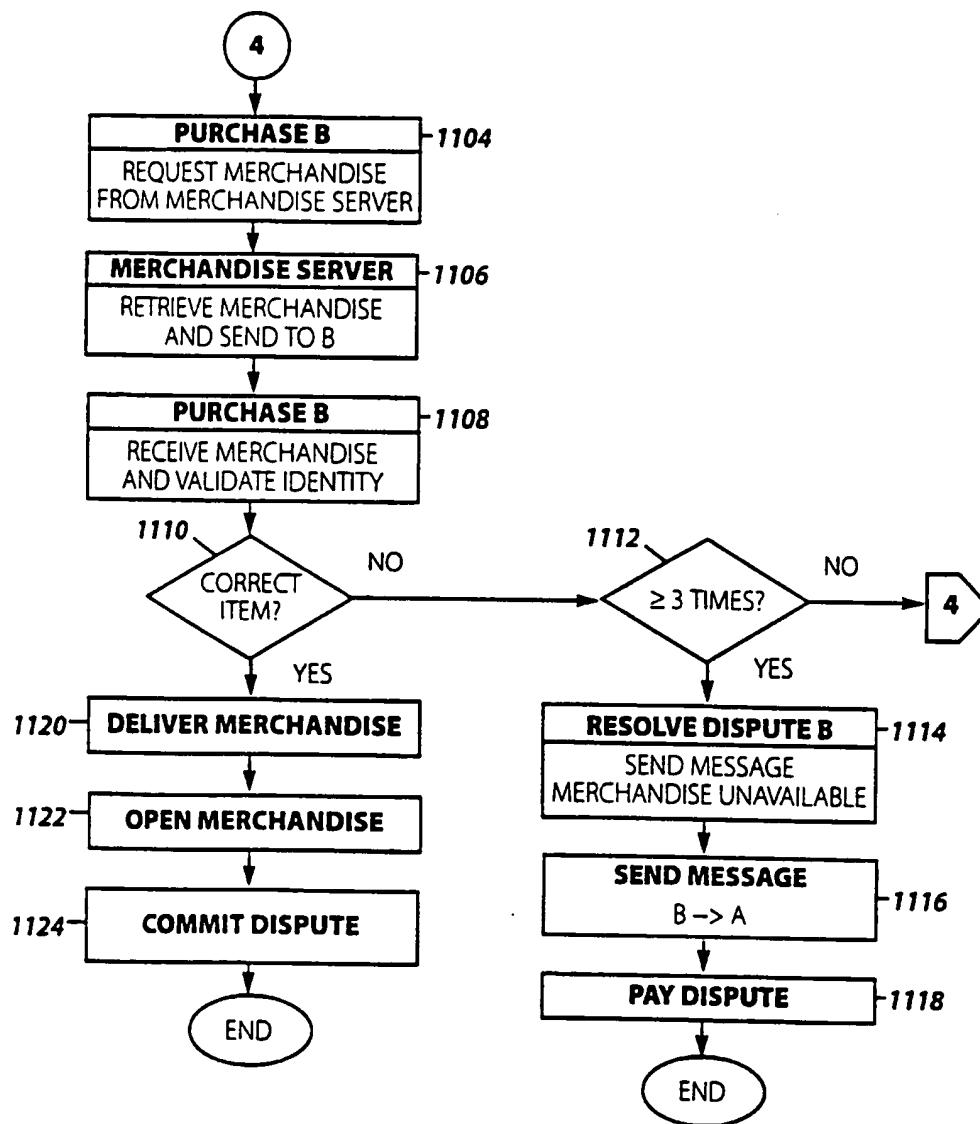 4
PURCHASE B
1104
REQUEST MERCHANDISE
FROM MERCHANDISE SERVER
MERCHANDISE SERVER
1106
RETRIEVE MERCHANDISE
AND SEND TO B
PURCHASE B
1108
RECEIVE MERCHANDISE
AND VALIDATE IDENTITY
1110
CORRECT
ITEM?
NO
YES
1112
≥ 3 TIMES?
NO
4
YES
1120
DELIVER MERCHANDISE
1122
OPEN MERCHANDISE
1124
COMMIT DISPUTE
END
RESOLVE DISPUTE B
1114
SEND MESSAGE
MERCHANDISE UNAVAILABLE
SEND MESSAGE
B –> A
1116
PAY DISPUTE
1118
END